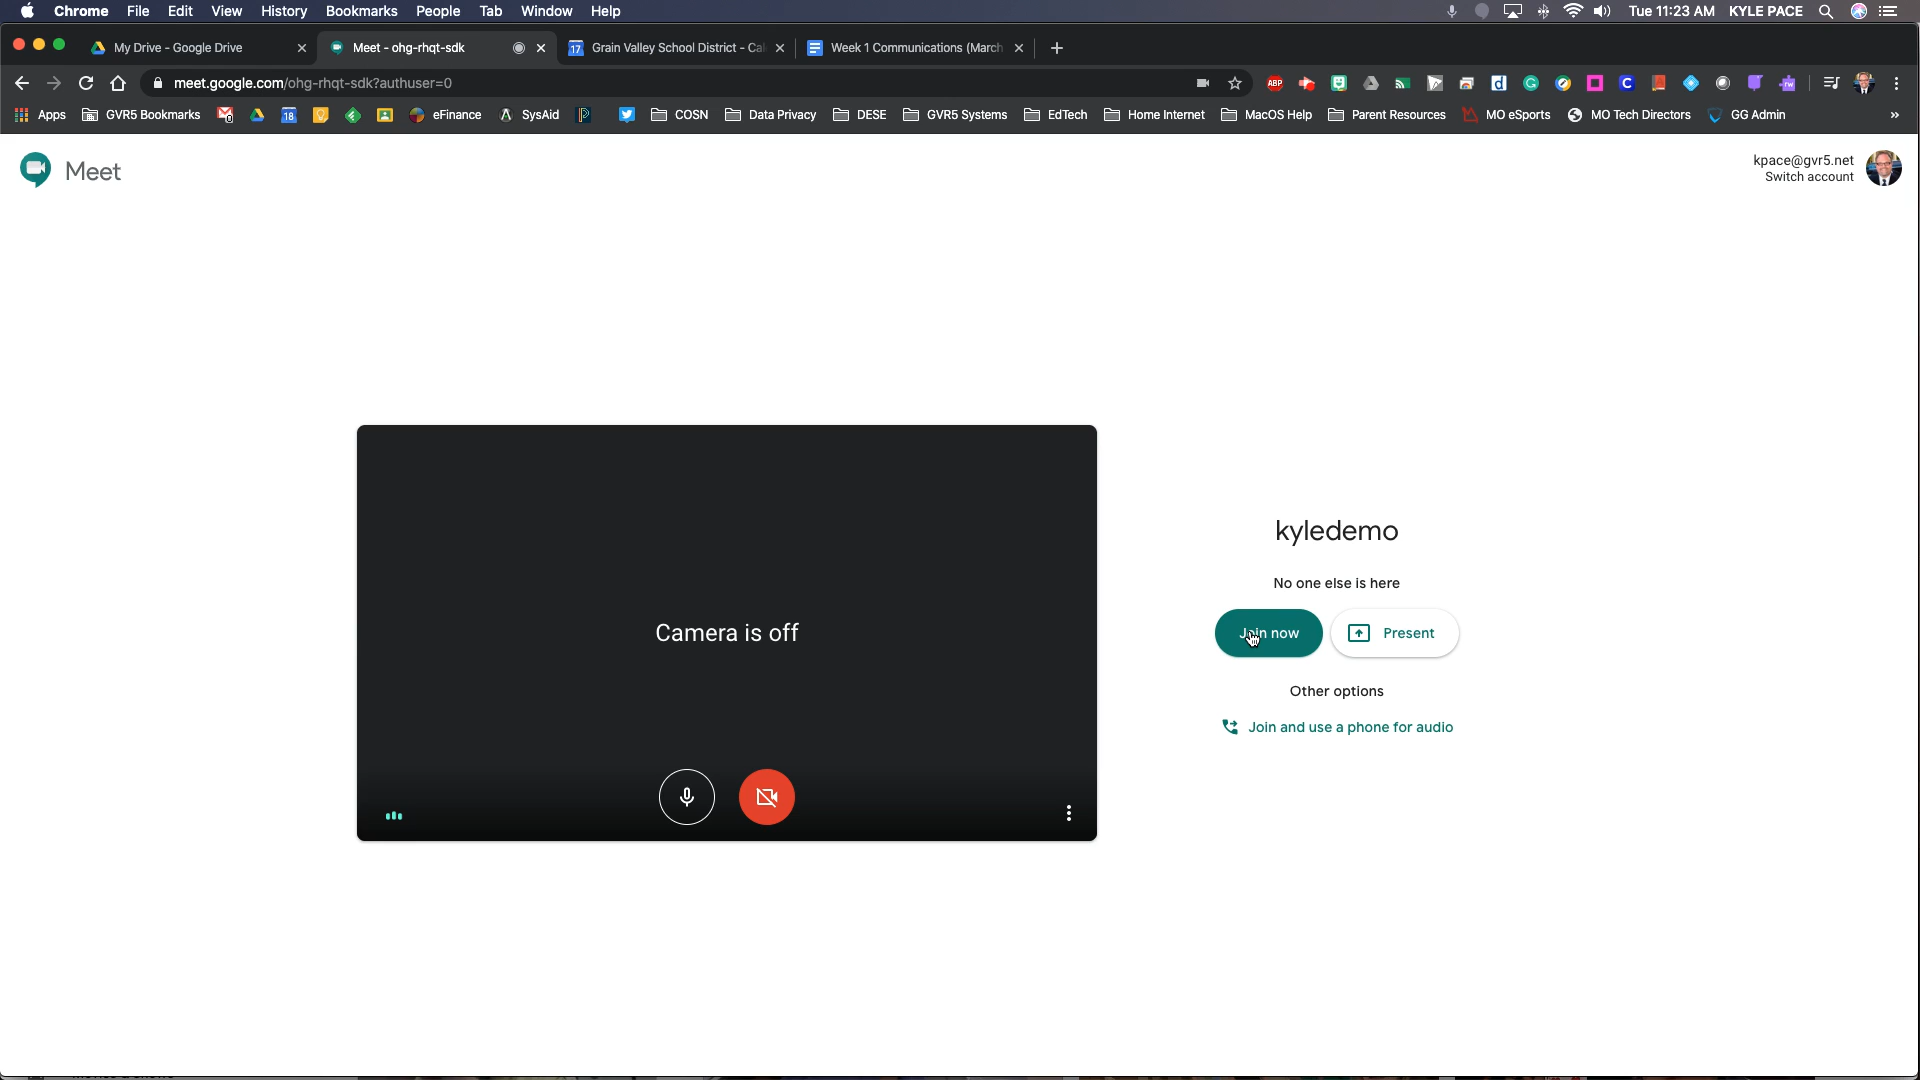 Chrome File Edit View History Bookmarks People Tab Window Help Tue 11:23 AM KYLE PACE
My Drive - Google Drive Meet - ohg-rhqt-sdk 17 Grain Valley School District - Cal Week 1 Communications (March
meet.google.com/ohg-rhqt-sdk?authuser=0 ABP
Apps GVR5 Bookmarks 18 eFinance SysAid COSN Data Privacy DESE GVR5 Systems EdTech Home Internet MacOS Help Parent Resources MO eSports MO Tech Directors GG Admin »
Meet
kpace@gvr5.net
Switch account
kyledemo
No one else is here
Camera is off
Join now Present
Other options
Join and use a phone for audio